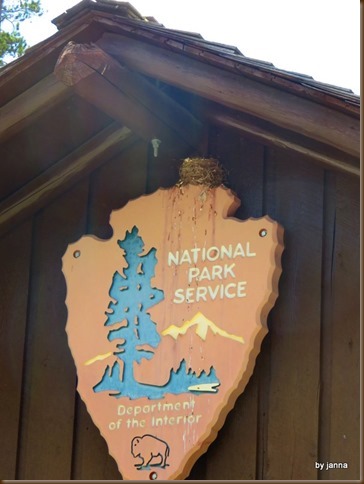 NATIONAL
PARK
SERVICE
Department
of the Interior
by janna